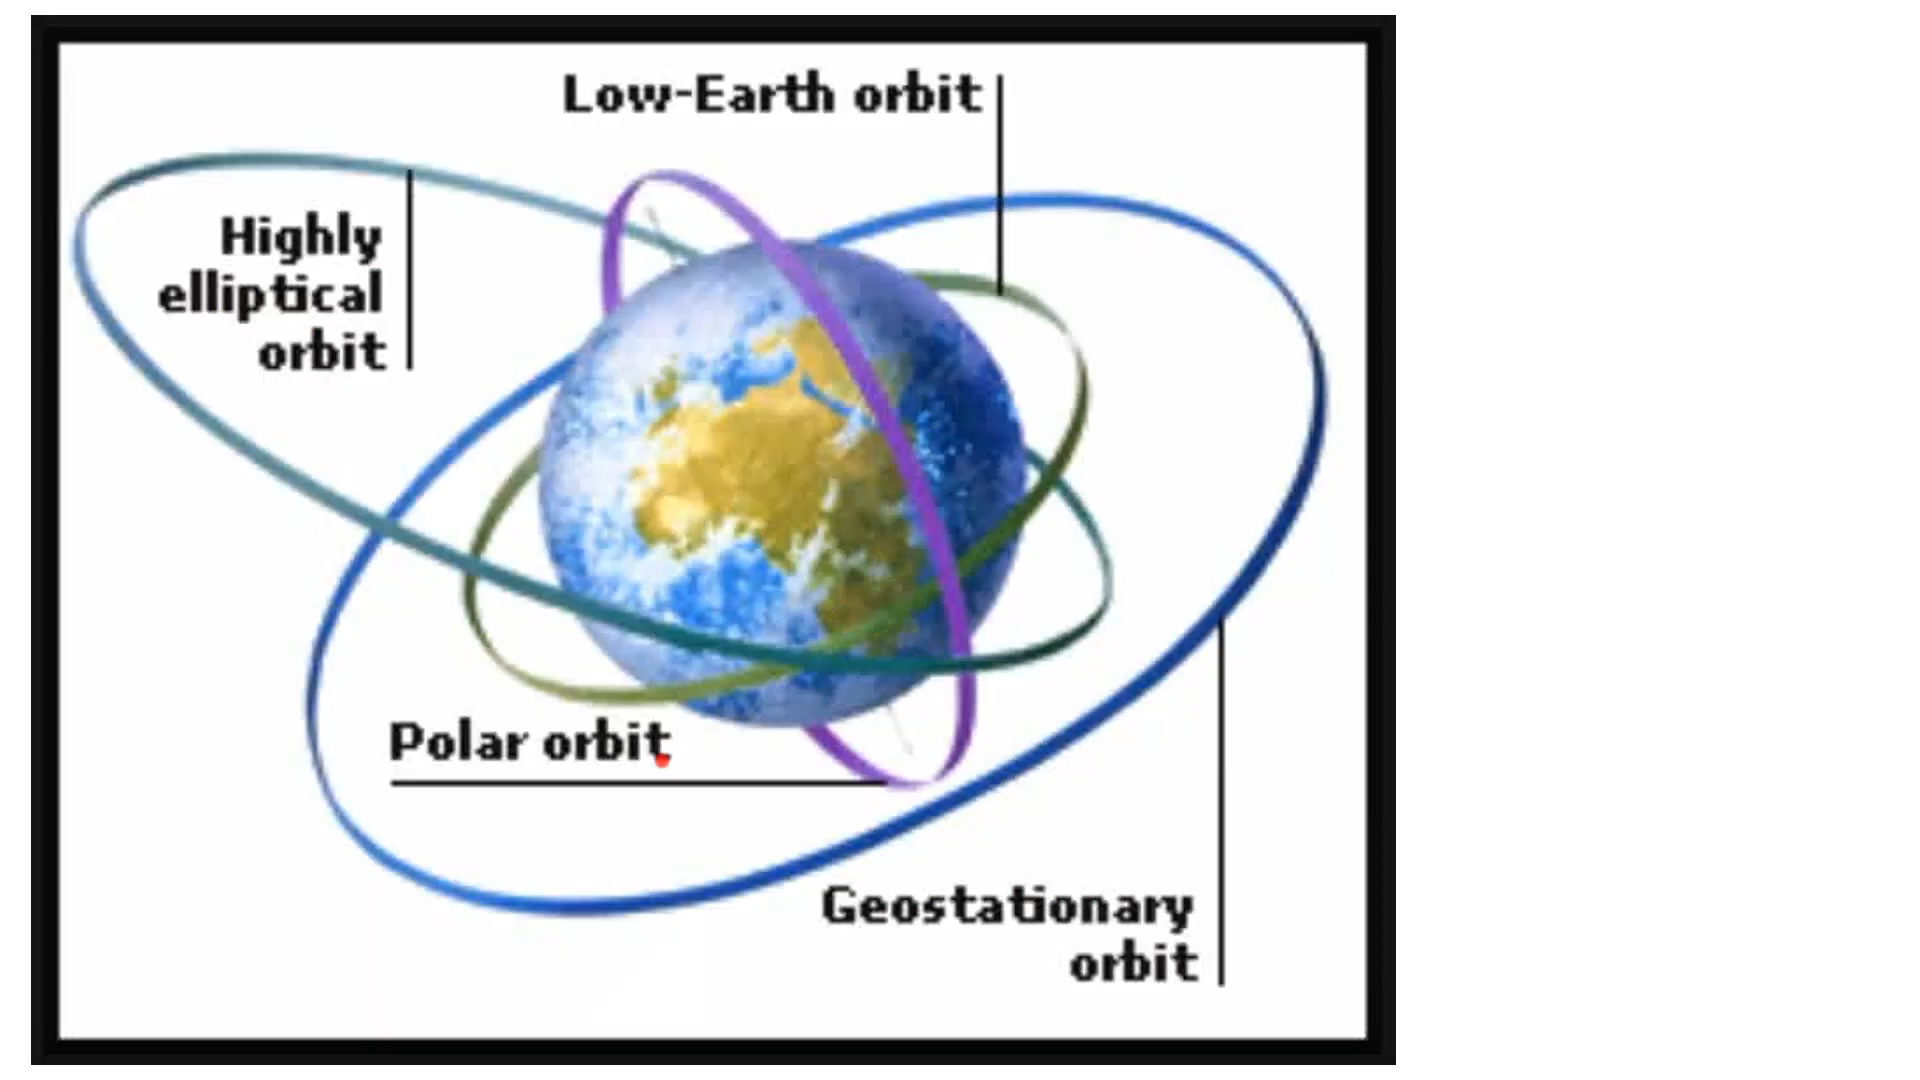 Low-Earth orbit
Highly
elliptical
orbit
Polar orbit
Geostationary
orbit